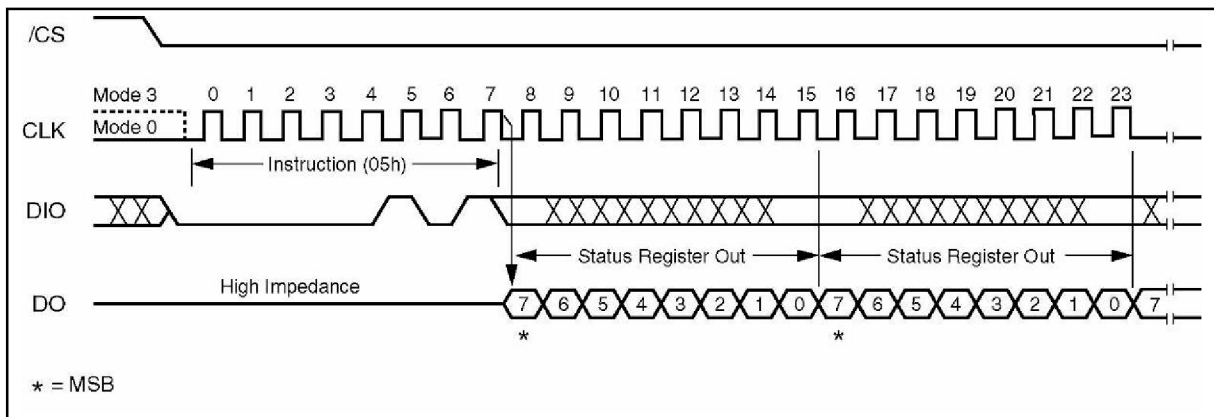 /CS
Mode 3
0 1 2 3 4 5 6 7 8 9 10 11 12 13 14 15 16 17 18 19 20 21 22 23
CLK
Mode 0
Instruction (05h)
DIO
Status Register Out
Status Register Out
High Impedance
DO
7 6 5 4 3 2 1 0 7 6 5 4 3 2 1 0 7
* *
* = MSB